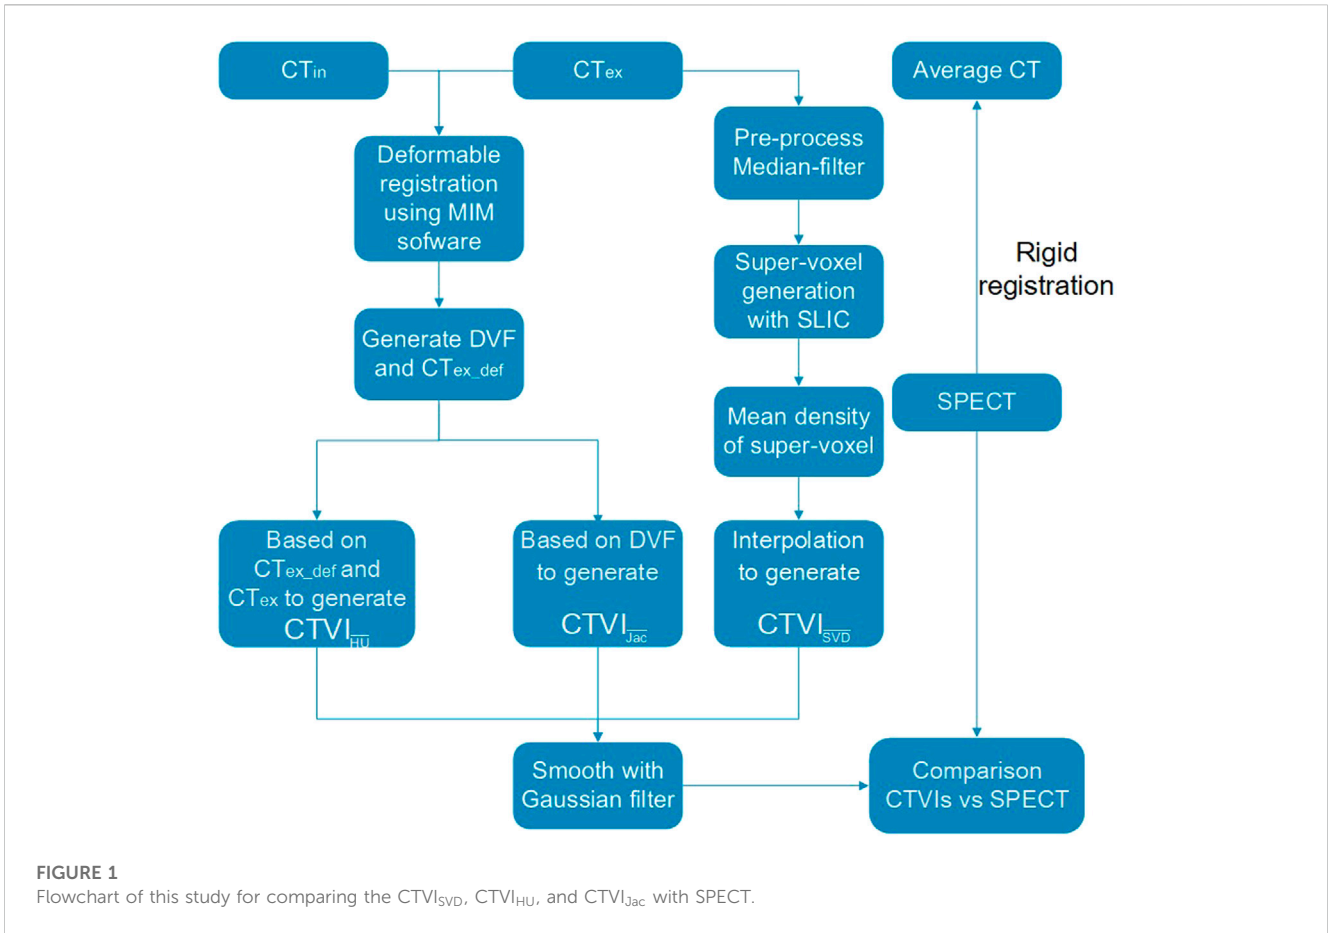 CTin
CTex
Average CT
Deformable
registration
using MIM
sofware
Pre-process
Median-filter
Super-voxel
generation
with SLIC
Rigid
registration
Generate DVF
and CTex_def
Mean density
of super-voxel
SPECT
Based on
CTex_def and
CTex to generate
CTVIHU
Based on DVF
to generate
CTVIJac
Interpolation
to generate
CTVISVD
Smooth with
Gaussian filter
Comparison
CTVIs vs SPECT
FIGURE 1
Flowchart of this study for comparing the CTVISVD, CTVIHU, and CTVIJac with SPECT.